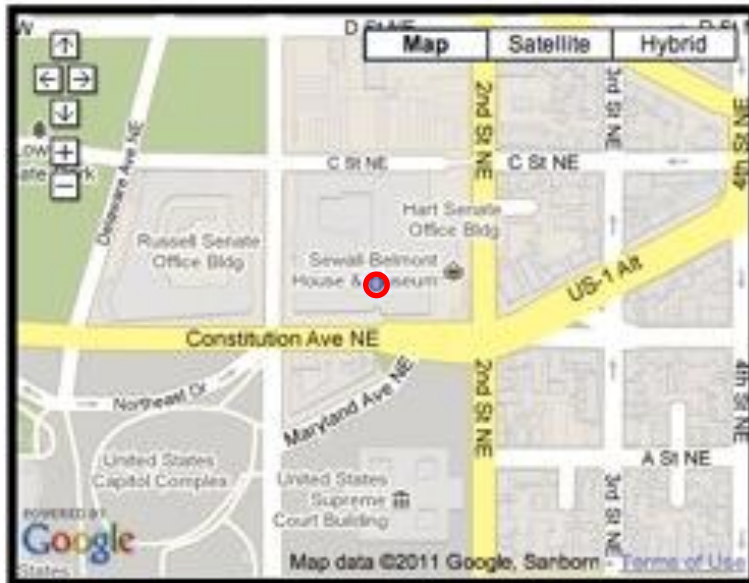 D St NE
Map
Satellite
Hybrid
2nd St NE
3rd St NE
4th St NE
C St NE
C St NE
Delaware Ave NE
Hart Senate
Office Bldg
Russell Senate
Office Bldg
Sewall-Belmont
House &
US-1 Alt
Constitution Ave NE
Maryland Ave NE
2nd St NE
4th St NE
Northeast Dr
United States
Capitol Complex
A St NE
United States
Supreme
Court Building
3rd St NE
POWERED BY
Google
States
Map data ©2011 Google, Sanborn - Terms of Use